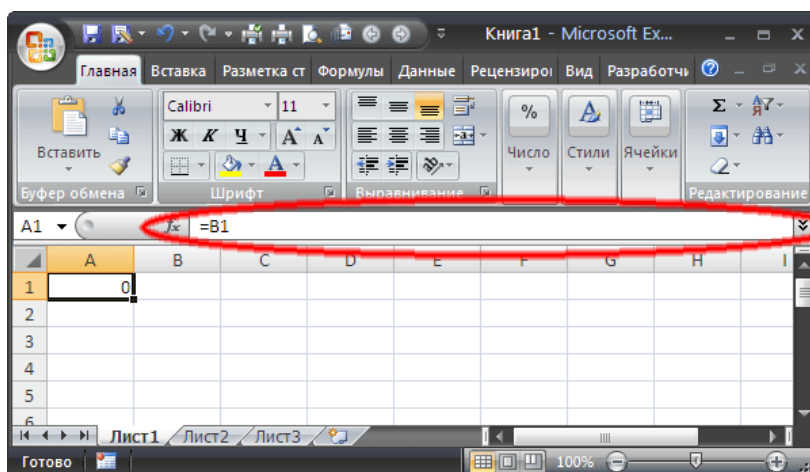 Книга1 - Microsoft Ex...
Главная Вставка Разметка ст Формулы Данные Рецензиро Вид Разработчи
Calibri 11 Σ
Ж К Ч А А %
Вставить Число Стили Ячейки
Буфер обмена Шрифт Выравнивание Редактирование
A1 fx =B1
A B C D E F G H I
1 0
2
3
4
5
6
Лист1 Лист2 Лист3
Готово 100%